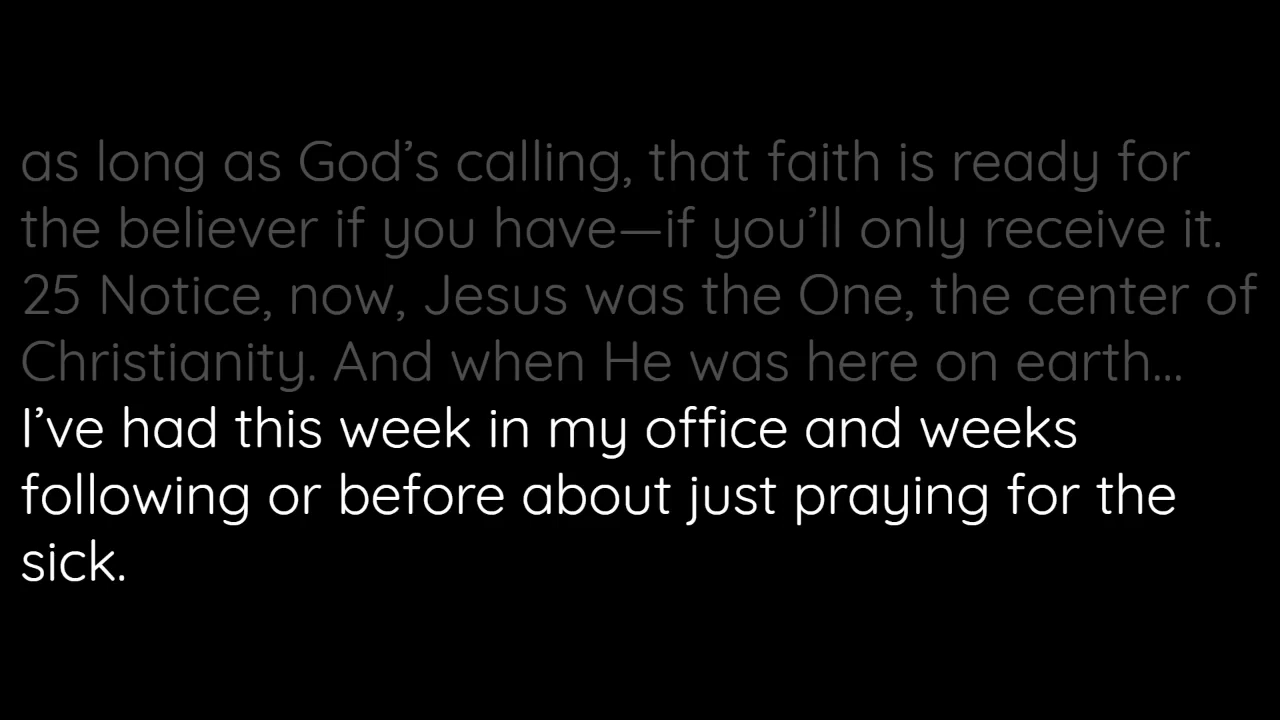 as long as God’s calling, that faith is ready for
the believer if you have—if you’ll only receive it.
25 Notice, now, Jesus was the One, the center of
Christianity. And when He was here on earth...
I’ve had this week in my office and weeks
following or before about just praying for the
sick.